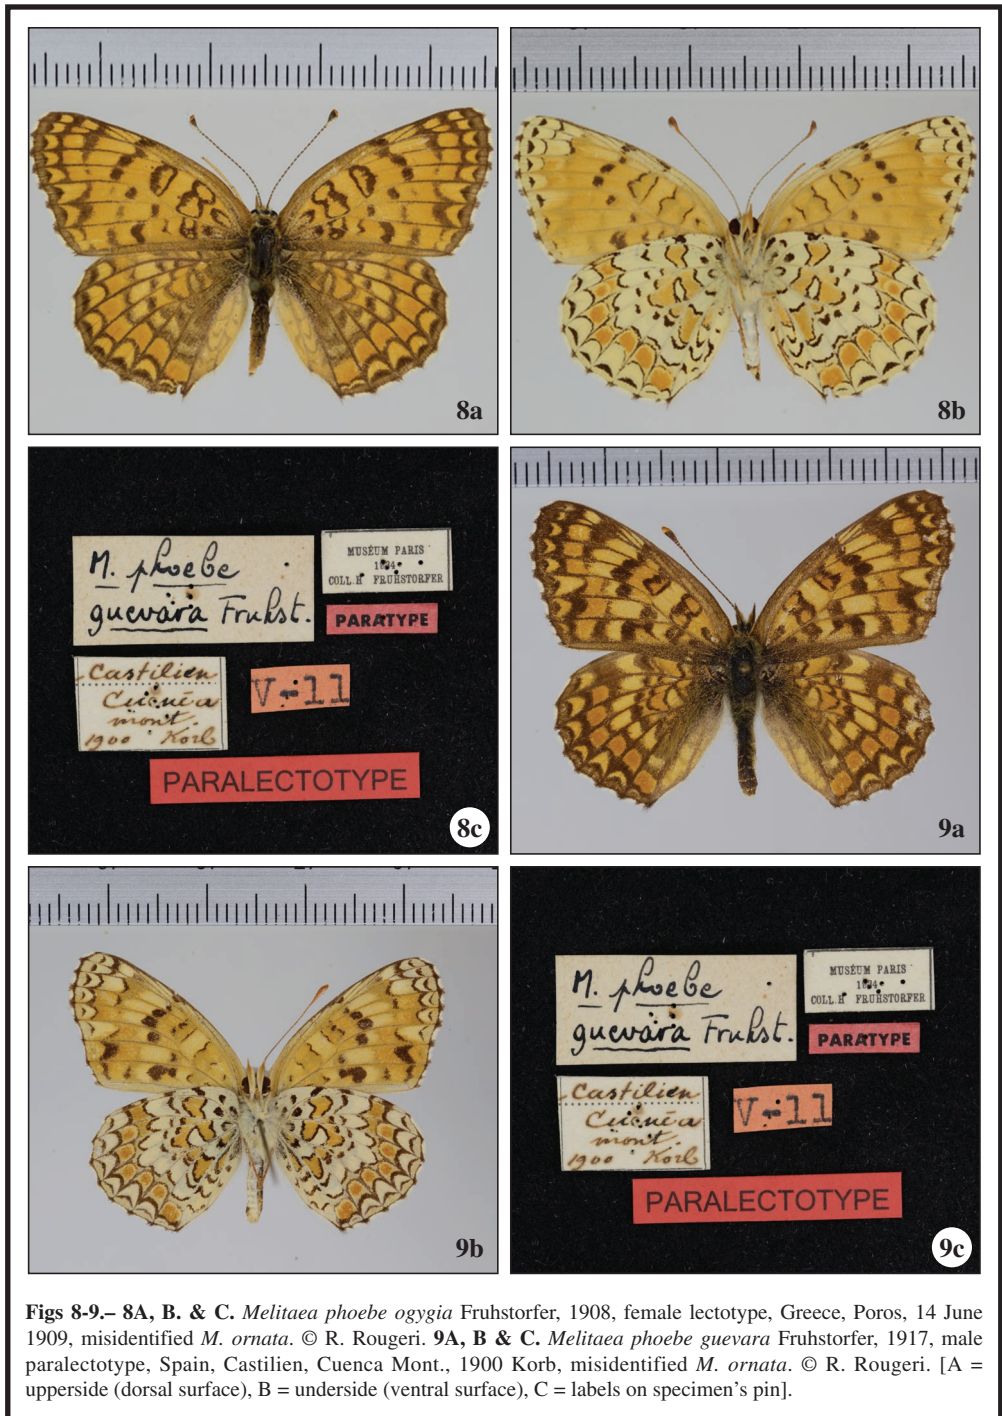 8a
8b
M. phoebe
guevara Fruhst.
MUSÉUM PARIS
COLL. H FRUHSTORFER
PARATYPE
Castilien
Cuenca
mont.
1900 Korb
V-11
PARALECTOTYPE
8c
9a
9b
M. phoebe
guevara Fruhst.
MUSÉUM PARIS
COLL. H FRUHSTORFER
PARATYPE
Castilien
Cuenca
mont.
1900 Korb
V-11
PARALECTOTYPE
9c
Figs 8-9.– 8A, B. & C. Melitaea phoebe ogygia Fruhstorfer, 1908, female lectotype, Greece, Poros, 14 June
1909, misidentified M. ornata. © R. Rougeri. 9A, B & C. Melitaea phoebe guevara Fruhstorfer, 1917, male
paralectotype, Spain, Castilien, Cuenca Mont., 1900 Korb, misidentified M. ornata. © R. Rougeri. [A =
upperside (dorsal surface), B = underside (ventral surface), C = labels on specimen's pin].